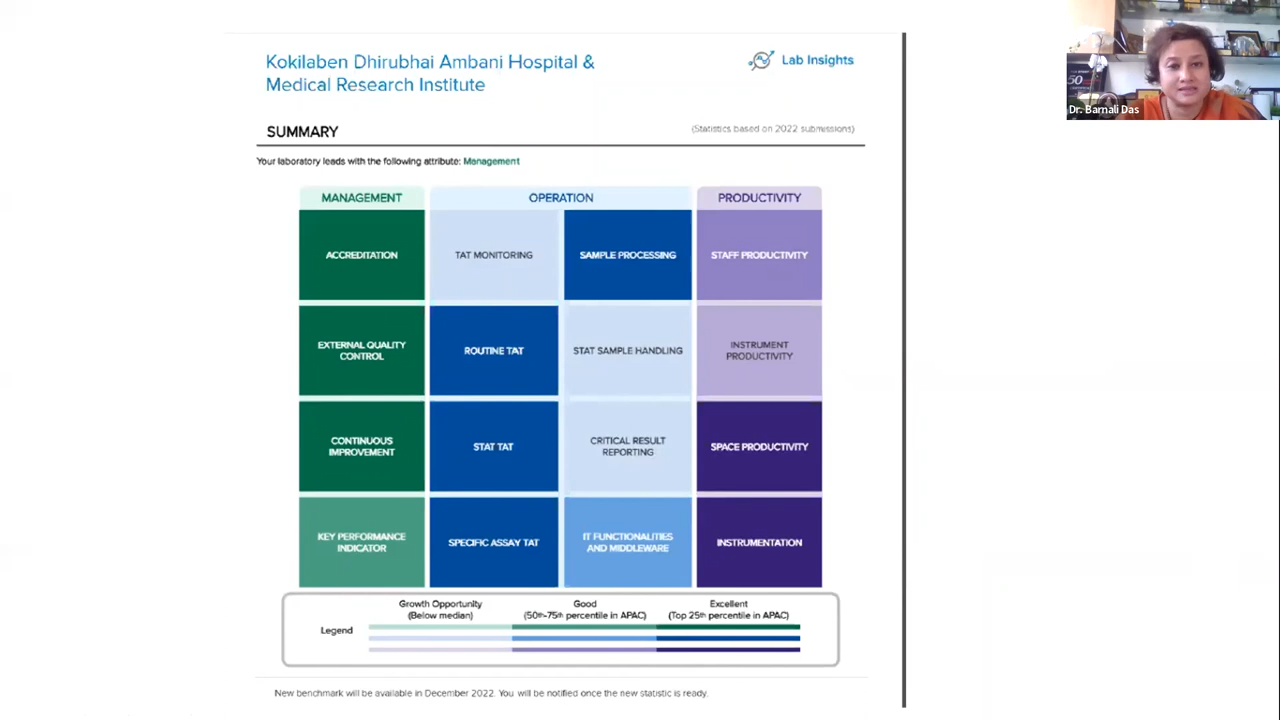 Kokilaben Dhirubhai Ambani Hospital &
Medical Research Institute
Lab Insights
Dr. Barnali Das
SUMMARY
(Statistics based on 2022 submissions)
Your laboratory leads with the following attribute: Management
MANAGEMENT
OPERATION
PRODUCTIVITY
ACCREDITATION
TAT MONITORING
SAMPLE PROCESSING
STAFF PRODUCTIVITY
EXTERNAL QUALITY
CONTROL
ROUTINE TAT
STAT SAMPLE HANDLING
INSTRUMENT
PRODUCTIVITY
CONTINUOUS
IMPROVEMENT
STAT TAT
CRITICAL RESULT
REPORTING
SPACE PRODUCTIVITY
KEY PERFORMANCE
INDICATOR
SPECIFIC ASSAY TAT
IT FUNCTIONALITIES
AND MIDDLEWARE
INSTRUMENTATION
Legend
Growth Opportunity
(Below median)
Good
(50th-75th percentile in APAC)
Excellent
(Top 25th percentile in APAC)
New benchmark will be available in December 2022. You will be notified once the new statistic is ready.